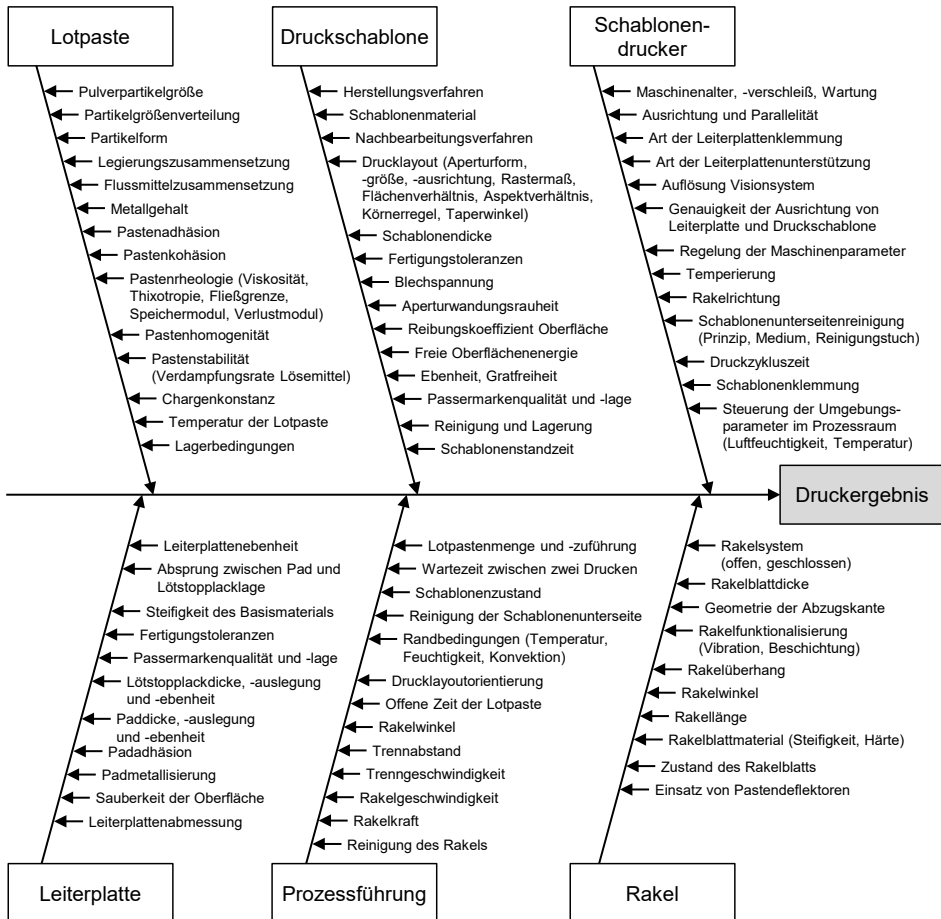 Lotpaste
Pulverpartikelgröße
Partikelgrößenverteilung
Partikelform
Legierungszusammensetzung
Flussmittelzusammensetzung
Metallgehalt
Pastenadhäsion
Pastenkohäsion
Pastenrheologie (Viskosität,
Thixotropie, Fließgrenze,
Speichermodul, Verlustmodul)
Pastenhomogenität
Pastenstabilität
(Verdampfungsrate Lösemittel)
Chargenkonstanz
Temperatur der Lotpaste
Lagerbedingungen
Druckschablone
Herstellungsverfahren
Schablonenmaterial
Nachbearbeitungsverfahren
Drucklayout (Aperturform,
-größe, -ausrichtung, Rastermaß,
Flächenverhältnis, Aspektverhältnis,
Körnerregel, Taperwinkel)
Schablonendicke
Fertigungstoleranzen
Blechspannung
Aperturwandungsrauheit
Reibungskoeffizient Oberfläche
Freie Oberflächenenergie
Ebenheit, Gratfreiheit
Passermarkenqualität und -lage
Reinigung und Lagerung
Schablonenstandzeit
Schablonen-
drucker
Maschinenalter, -verschleiß, Wartung
Ausrichtung und Parallelität
Art der Leiterplattenklemmung
Art der Leiterplattenunterstützung
Auflösung Visionsystem
Genauigkeit der Ausrichtung von
Leiterplatte und Druckschablone
Regelung der Maschinenparameter
Temperierung
Rakelrichtung
Schablonenunterseitenreinigung
(Prinzip, Medium, Reinigungstuch)
Druckzykluszeit
Schablonenklemmung
Steuerung der Umgebungs-
parameter im Prozessraum
(Luftfeuchtigkeit, Temperatur)
Druckergebnis
Leiterplattenebenheit
Absprung zwischen Pad und
Lötstopplacklage
Steifigkeit des Basismaterials
Fertigungstoleranzen
Passermarkenqualität und -lage
Lötstopplackdicke, -auslegung
und -ebenheit
Paddicke, -auslegung
und -ebenheit
Padadhäsion
Padmetallisierung
Sauberkeit der Oberfläche
Leiterplattenabmessung
Leiterplatte
Lotpastenmenge und -zuführung
Wartezeit zwischen zwei Drucken
Schablonenzustand
Reinigung der Schablonenunterseite
Randbedingungen (Temperatur,
Feuchtigkeit, Konvektion)
Drucklayoutorientierung
Offene Zeit der Lotpaste
Rakelwinkel
Trennabstand
Trenngeschwindigkeit
Rakelgeschwindigkeit
Rakelkraft
Reinigung des Rakels
Prozessführung
Rakelsystem
(offen, geschlossen)
Rakelblattdicke
Geometrie der Abzugskante
Rakelfunktionalisierung
(Vibration, Beschichtung)
Rakelüberhang
Rakelwinkel
Rakellänge
Rakelblattmaterial (Steifigkeit, Härte)
Zustand des Rakelblatts
Einsatz von Pastendeflektoren
Rakel